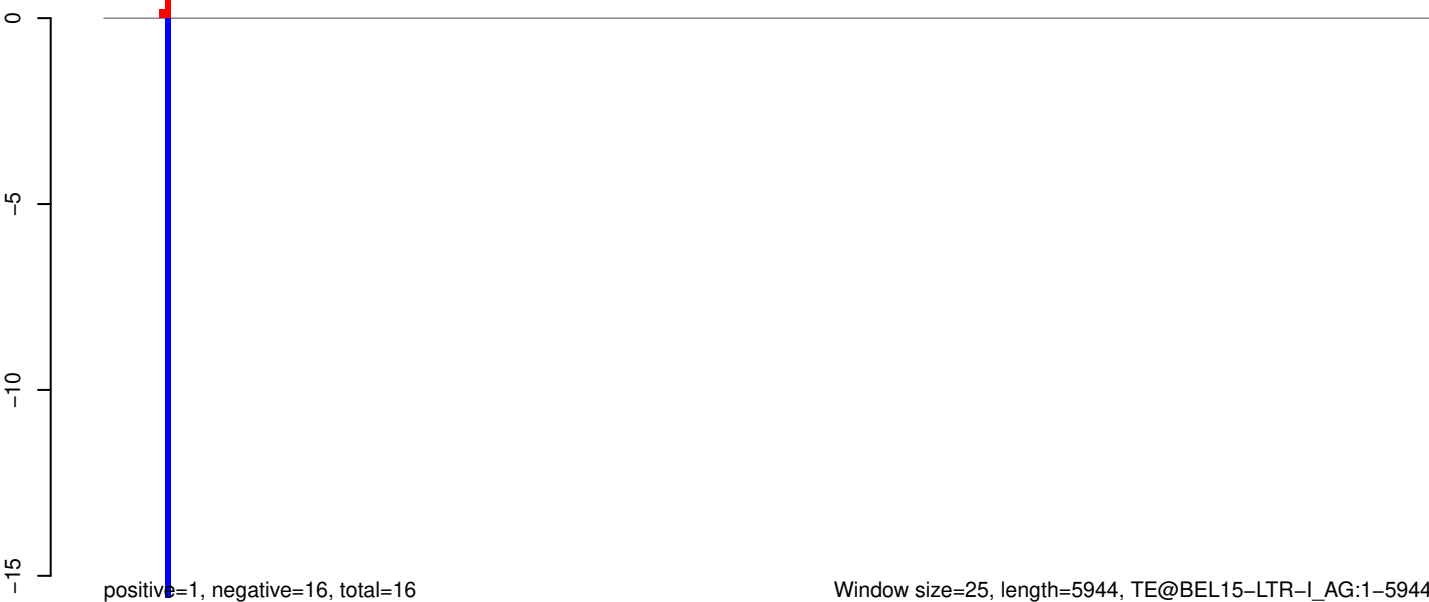 0
−5
−10
−15
positive=1, negative=16, total=16
Window size=25, length=5944, TE@BEL15−LTR−I_AG:1−5944